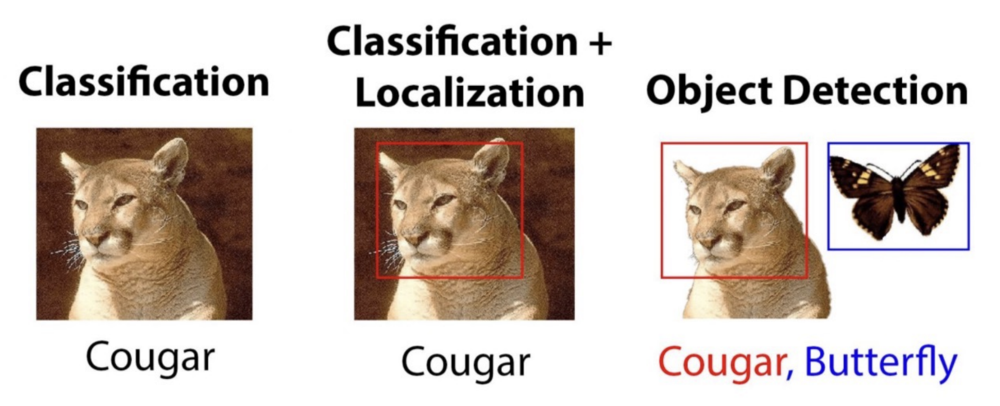 Classification
Cougar
Classification +
Localization
Cougar
Object Detection
Cougar, Butterfly